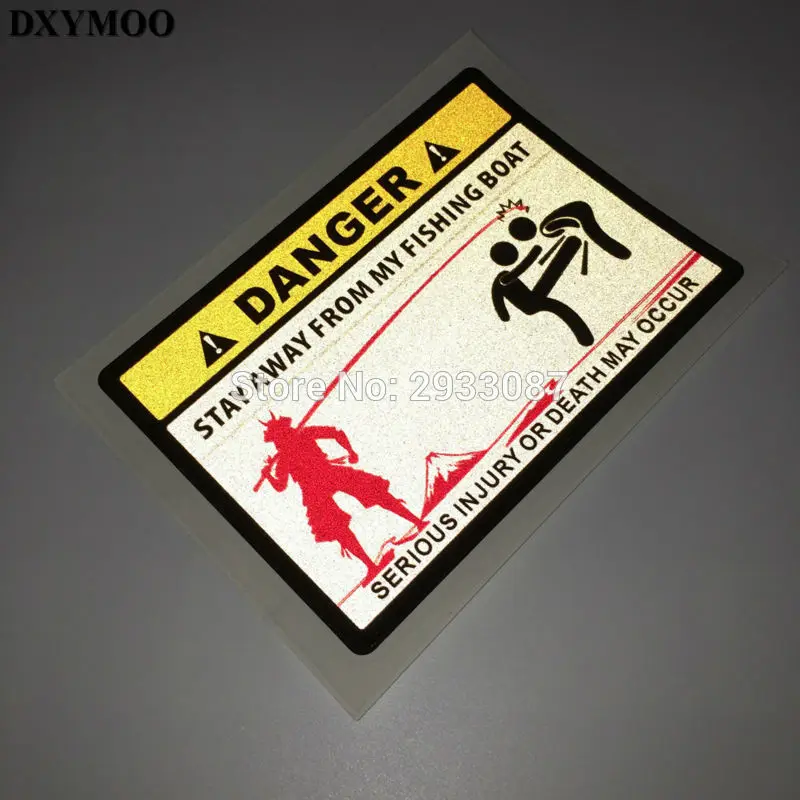 DXYMOO
DANGER
STAY AWAY FROM MY FISHING BOAT
Store No: 2933087
SERIOUS INJURY OR DEATH MAY OCCUR